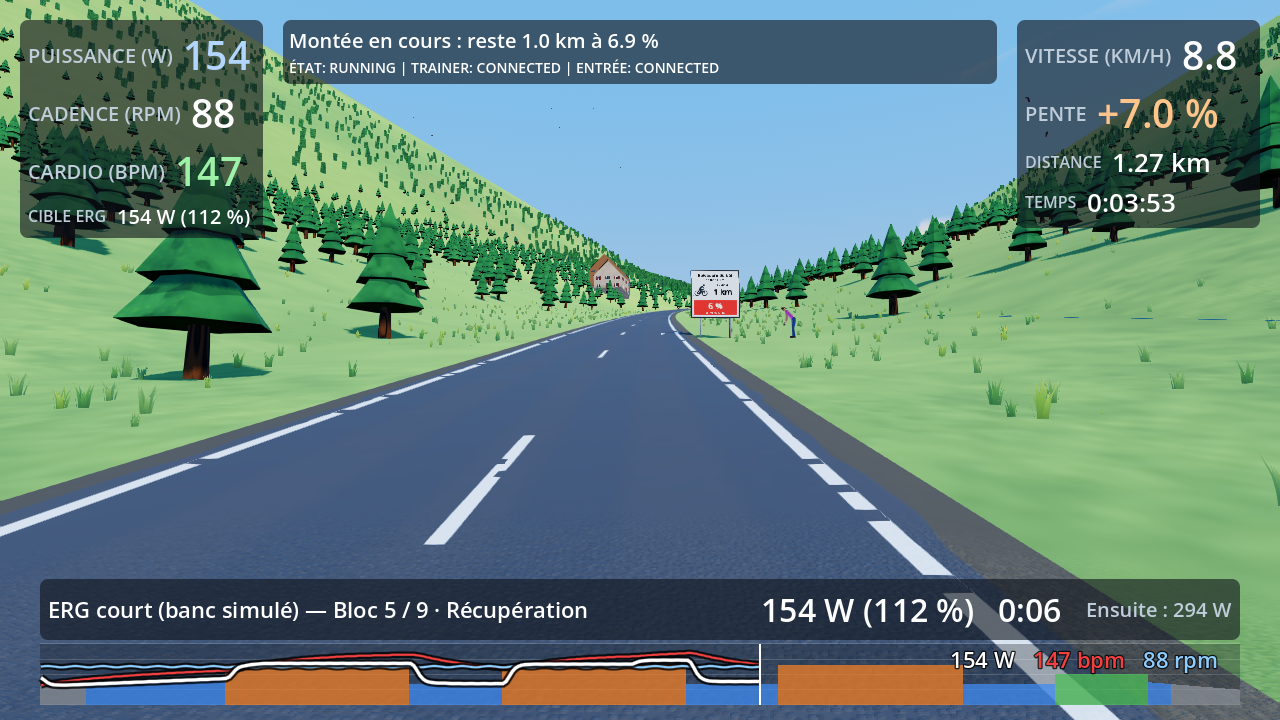 PUISSANCE (W) 154
CADENCE (RPM) 88
CARDIO (BPM) 147
CIBLE ERG 154 W (112 %)
Montée en cours : reste 1.0 km à 6.9 %
ÉTAT: RUNNING | TRAINER: CONNECTED | ENTRÉE: CONNECTED
VITESSE (KM/H) 8.8
PENTE +7.0 %
DISTANCE 1.27 km
TEMPS 0:03:53
1 km
6 %
ERG court (banc simulé) — Bloc 5 / 9 · Récupération 154 W (112 %) 0:06 Ensuite : 294 W
154 W 147 bpm 88 rpm